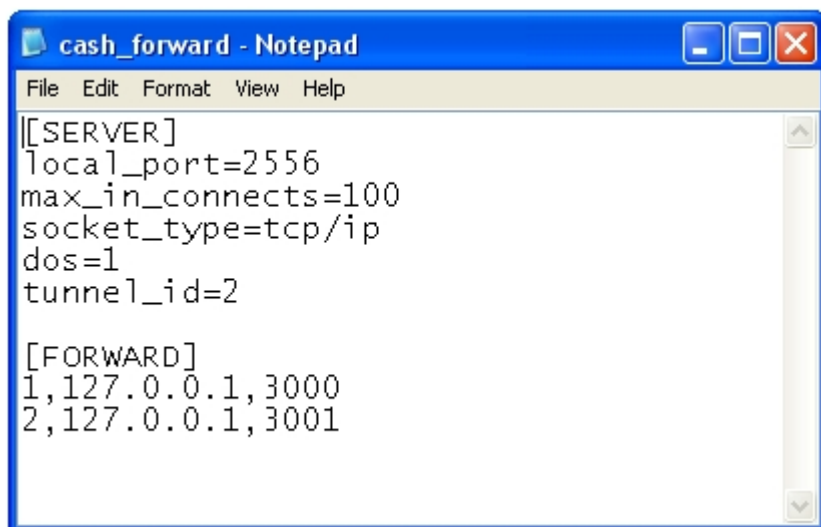 cash_forward - Notepad
File Edit Format View Help
[SERVER]
local_port=2556
max_in_connects=100
socket_type=tcp/ip
dos=1
tunnel_id=2
[FORWARD]
1,127.0.0.1,3000
2,127.0.0.1,3001